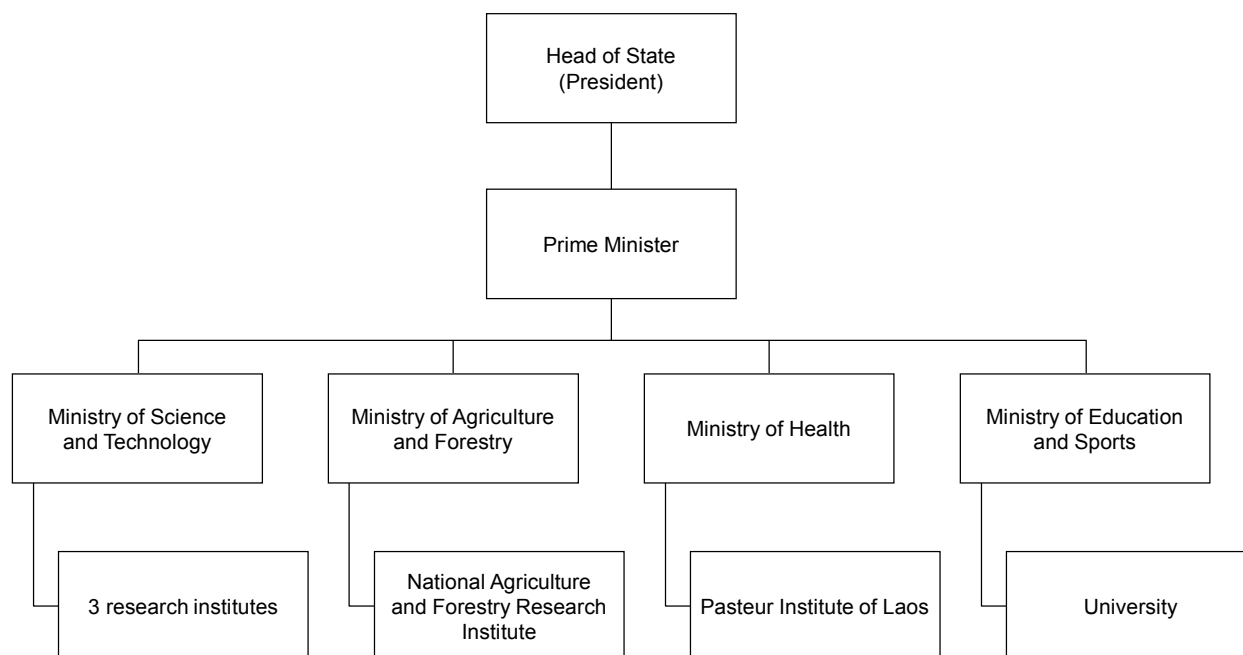 Head of State
(President)
Prime Minister
Ministry of Science
and Technology
Ministry of Agriculture
and Forestry
Ministry of Health
Ministry of Education
and Sports
3 research institutes
National Agriculture
and Forestry Research
Institute
Pasteur Institute of Laos
University